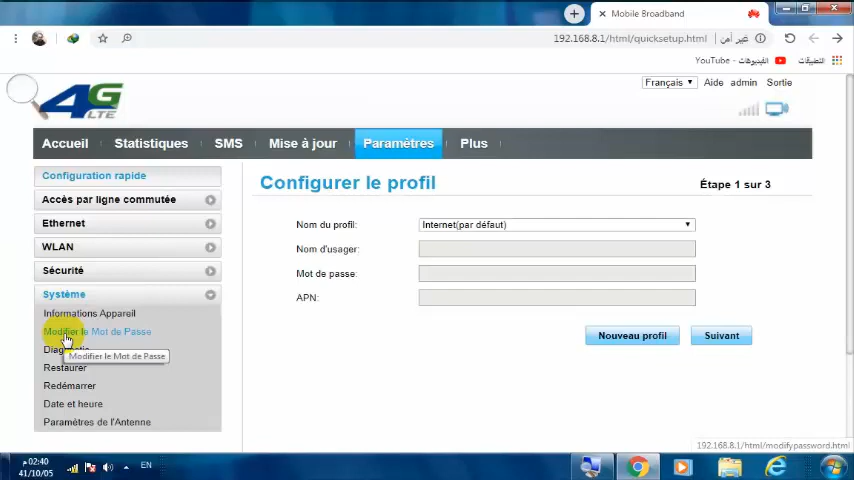 Mobile Broadband
192.168.8.1/html/quicksetup.html
غير آمن
YouTube - الفيديوهات
التطبيقات
4G LTE
Français
Aide
admin
Sortie
Accueil
Statistiques
SMS
Mise à jour
Paramètres
Plus
Configuration rapide
Accès par ligne commutée
Ethernet
WLAN
Sécurité
Système
Informations Appareil
Modifier le Mot de Passe
Modifier le Mot de Passe
Restaurer
Redémarrer
Date et heure
Paramètres de l'Antenne
Configurer le profil
Étape 1 sur 3
Nom du profil:
Internet(par défaut)
Nom d'usager:
Mot de passe:
APN:
Nouveau profil
Suivant
192.168.8.1/html/modifypassword.html
02:40 م
41/10/05
EN